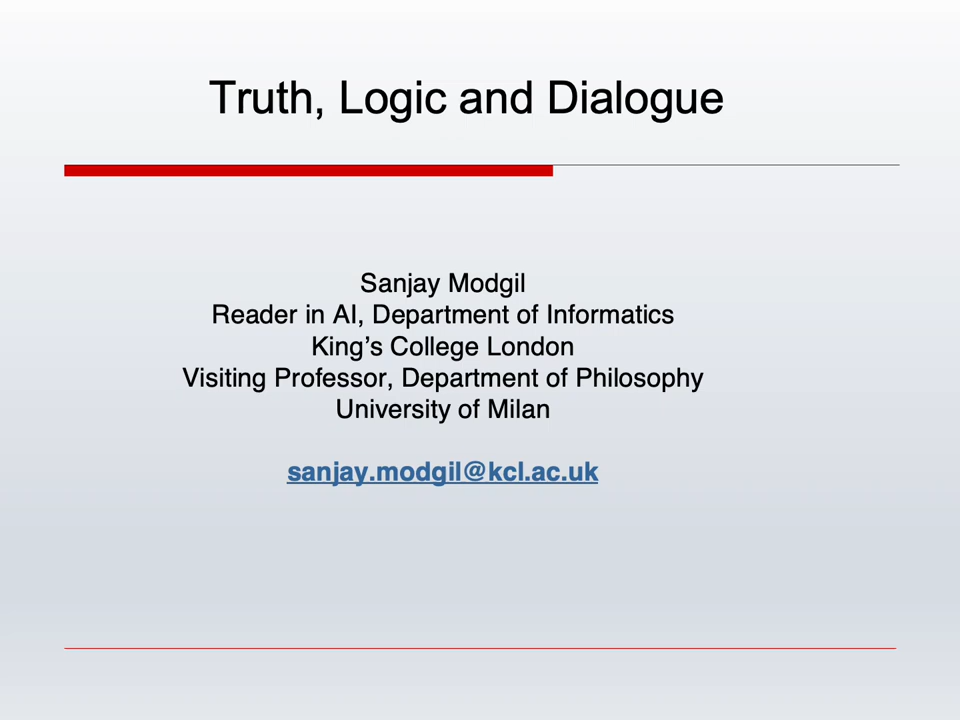 Truth, Logic and Dialogue
Sanjay Modgil
Reader in AI, Department of Informatics
King’s College London
Visiting Professor, Department of Philosophy
University of Milan
sanjay.modgil@kcl.ac.uk